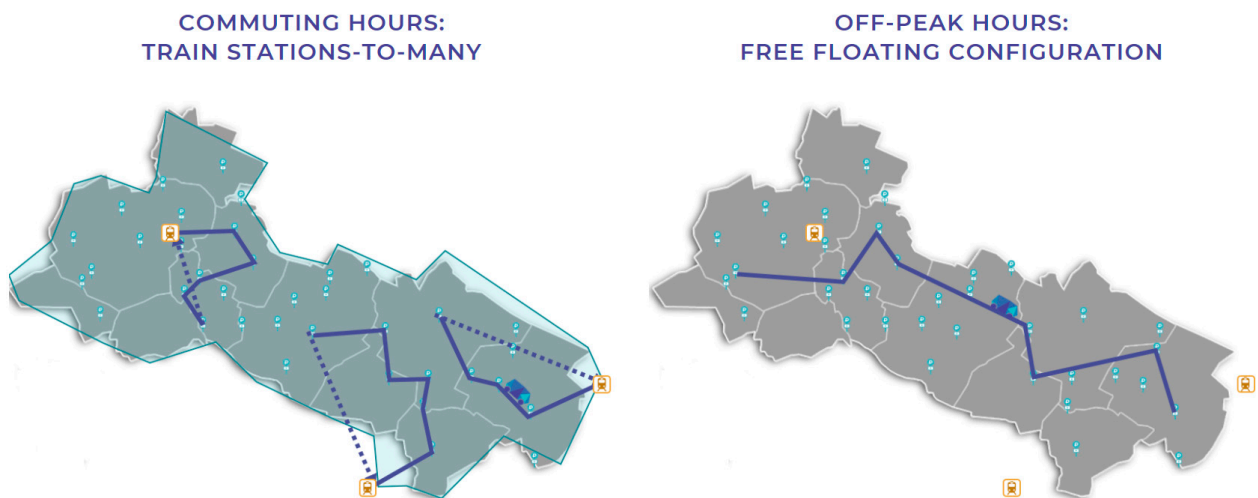 COMMUTING HOURS:
TRAIN STATIONS-TO-MANY
OFF-PEAK HOURS:
FREE FLOATING CONFIGURATION